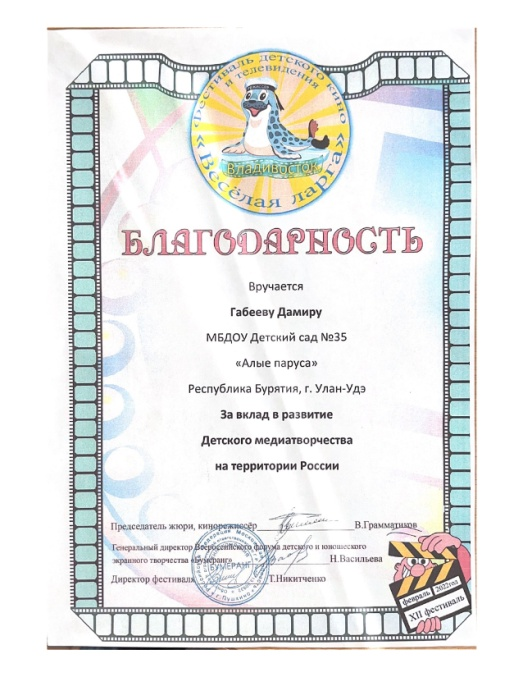 Фестиваль детского кино
и телевидения
Владивосток
«Весёлая ларга»
БЛАГОДАРНОСТЬ
Вручается
Габееву Дамиру
МБДОУ Детский сад №35
«Алые паруса»
Республика Бурятия, г. Улан-Удэ
За вклад в развитие
Детского медиатворчества
на территории России
Председатель жюри, кинорежиссёр В.Грамматиков
Генеральный директор Всероссийского форума детского и юношеского
экранного творчества «Бумеранг» Н.Васильева
Директор фестиваля Т.Никитченко
БУМЕРАНГ
февраль 2022год
XII фестиваль